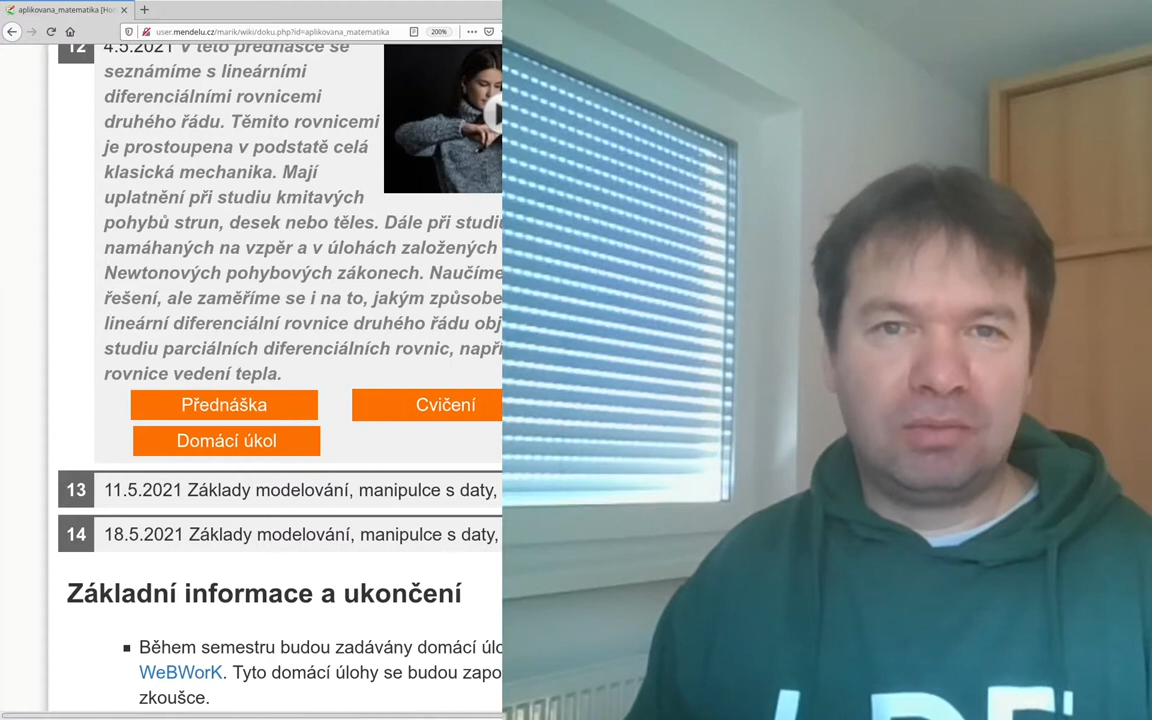 aplikovana_matematika [Ho
user.mendelu.cz/marik/wiki/doku.php?id=aplikovana_matematika
200%
12
4.5.2021 V této přednášce se
seznámíme s lineárními
diferenciálními rovnicemi
druhého řádu. Těmito rovnicemi
je prostoupena v podstatě celá
klasická mechanika. Mají
uplatnění při studiu kmitavých
pohybů strun, desek nebo těles. Dále při studiu
namáhaných na vzpěr a v úlohách založených
Newtonových pohybových zákonech. Naučíme
řešení, ale zaměříme se i na to, jakým způsobe
lineární diferenciální rovnice druhého řádu obj
studiu parciálních diferenciálních rovnic, napří
rovnice vedení tepla.
Přednáška
Cvičení
Domácí úkol
13
11.5.2021 Základy modelování, manipulce s daty,
14
18.5.2021 Základy modelování, manipulce s daty,
Základní informace a ukončení
Během semestru budou zadávány domácí úlo
WeBWorK. Tyto domácí úlohy se budou zapo
zkoušce.